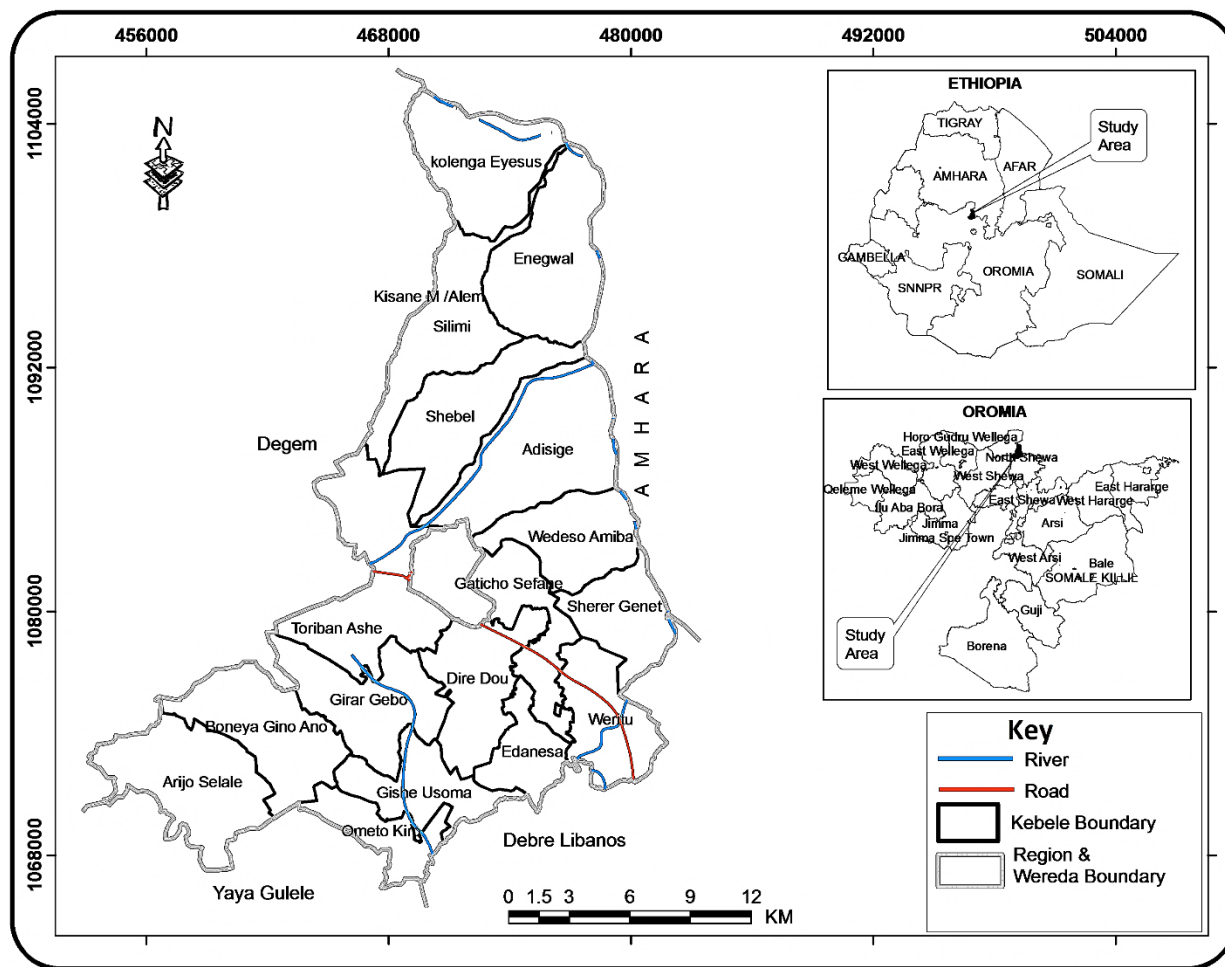 456000
468000
480000
492000
504000
1104000
1092000
1080000
1068000
N
kolenga Eyesus
Enegwal
Kisane M /Alem
Silimi
Shebel
Adisige
AMHARA
Degem
Wedeso Amiba
Gaticho Sefane
Sherer Genet
Toriban Ashe
Dire Dou
Girar Gebo
Boneya Gino Ano
Wertu
Edanesa
Arijo Selale
Gishe Usoma
Ometo Kin
Debre Libanos
Yaya Gulele
0 1.5 3 6 9 12
KM
ETHIOPIA
TIGRAY
Study
Area
AFAR
AMHARA
GAMBELLA
OROMIA
SOMALI
SNNPR
OROMIA
Horo Gudru Wellega
East Wellega
North Shewa
West Wellega
West Shewa
East Hararge
Qeleme Wellega
East Shewa
West Hararge
Ilu Aba Bora
Arsi
Jimma
Jimma Spe Town
West Arsi
Bale
SOMALE KILLIL
Guji
Study
Area
Borena
Key
River
Road
Kebele Boundary
Region &
Wereda Boundary